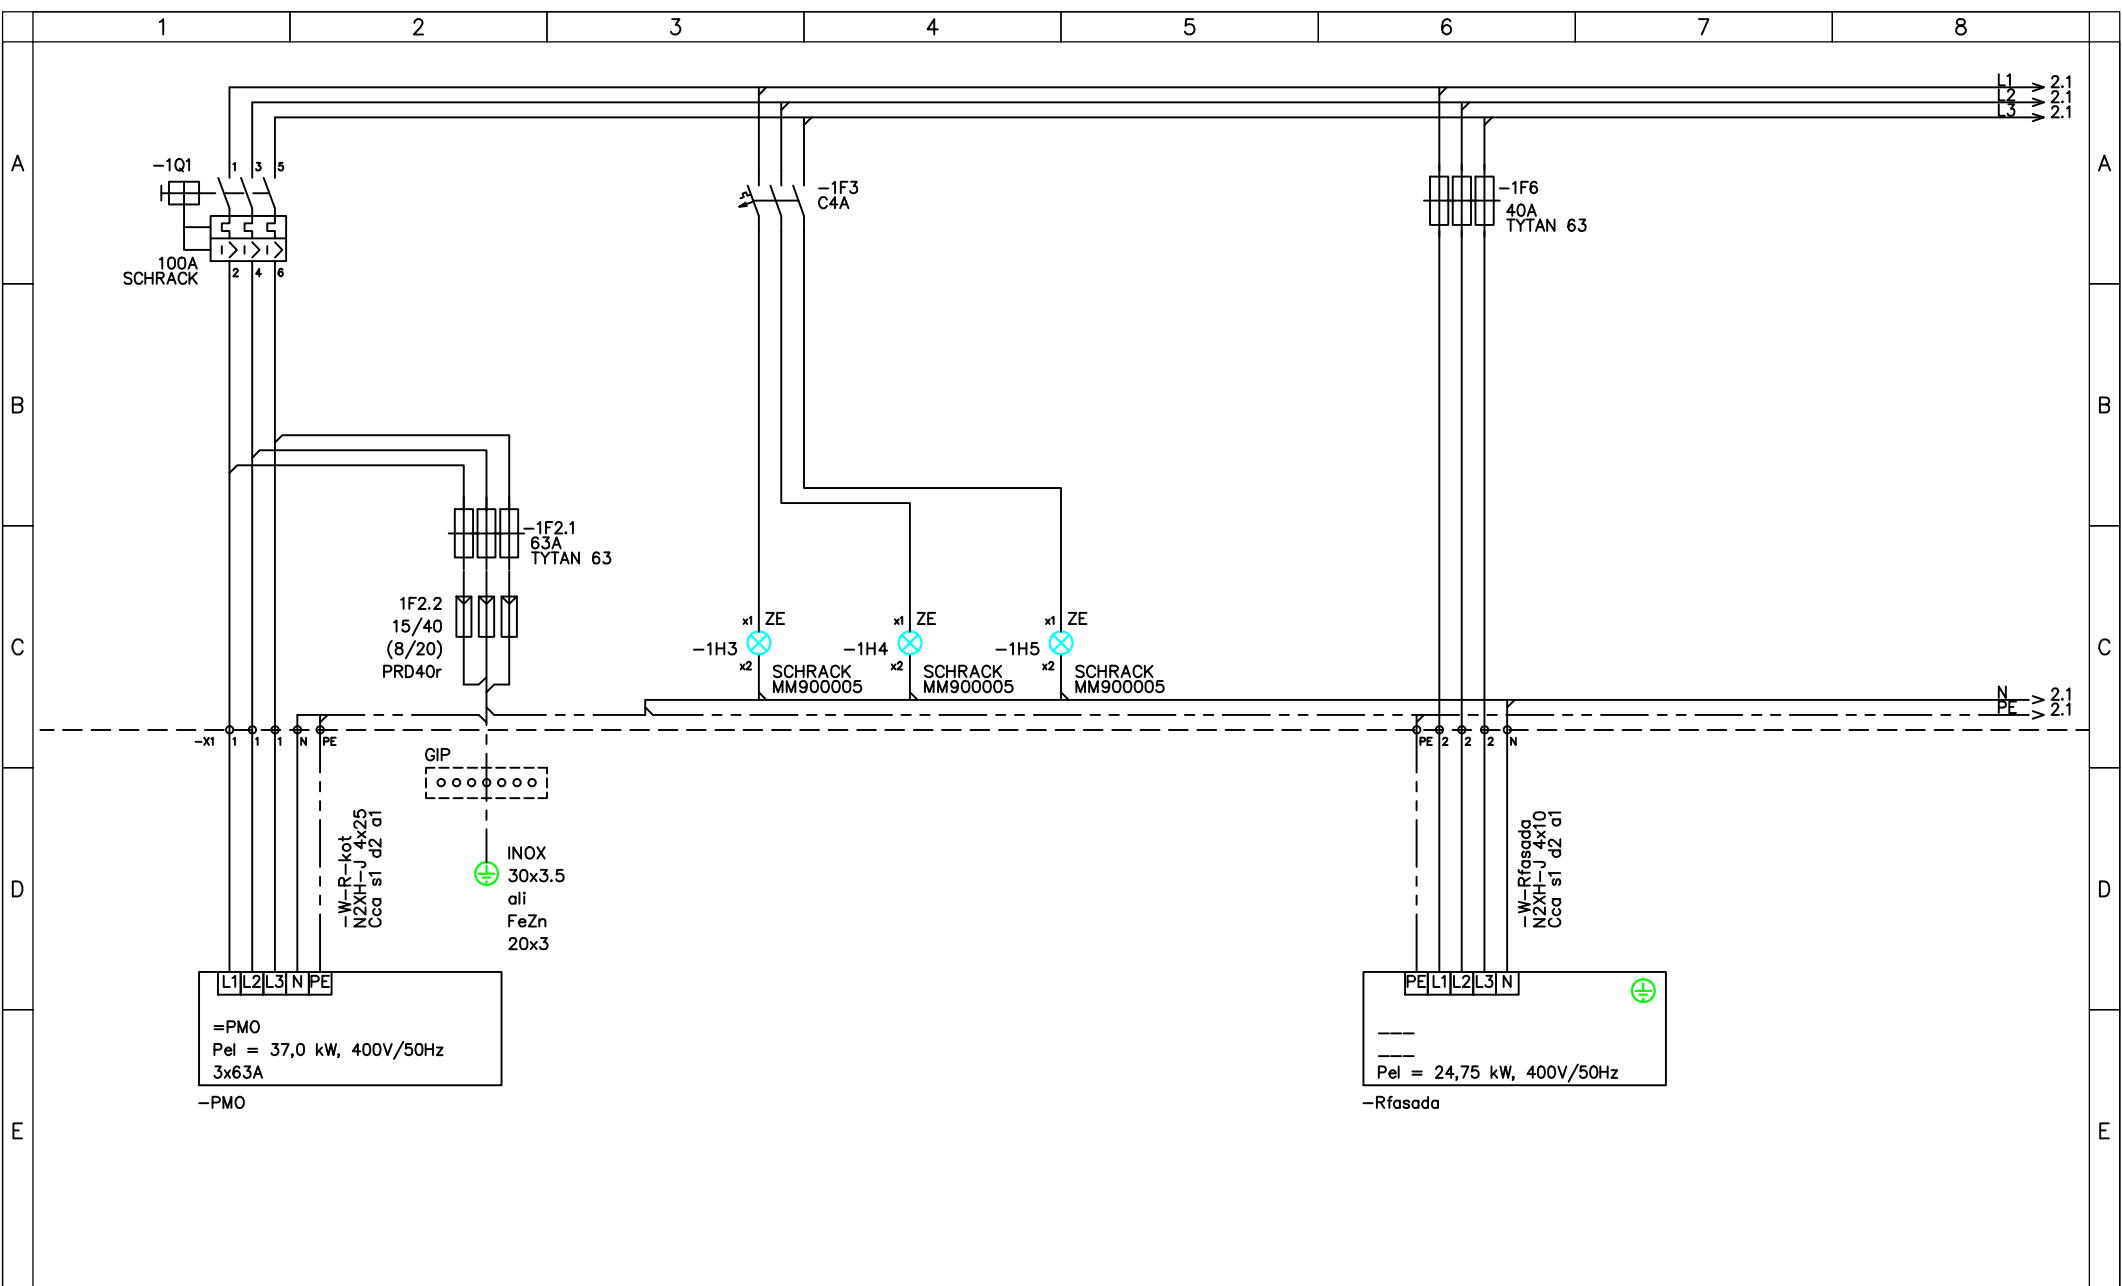 1 2 3 4 5 6 7 8
L1 2.1
L2 2.1
L3 2.1
A A
-1Q1
1 3 5
100A
SCHRACK
2 4 6
-1F3
C4A
-1F6
40A
TYTAN 63
B B
-1F2.1
63A
TYTAN 63
1F2.2
15/40
(8/20)
PRD40r
C C
x1 ZE
-1H3
x2
SCHRACK
MM900005
x1 ZE
-1H4
x2
SCHRACK
MM900005
x1 ZE
-1H5
x2
SCHRACK
MM900005
N 2.1
PE 2.1
-X1 1 1 1 N PE
PE 2 2 2 N
GIP
-W-R-kot
N2XH-J 4x25
Cca s1 d2 a1
INOX
30x3.5
ali
FeZn
20x3
-W-Rfasada
N2XH-J 4x10
Cca s1 d2 a1
D D
L1 L2 L3 N PE
=PMO
Pel = 37,0 kW, 400V/50Hz
3x63A
-PMO
PE L1 L2 L3 N
---
---
Pel = 24,75 kW, 400V/50Hz
-Rfasada
E E